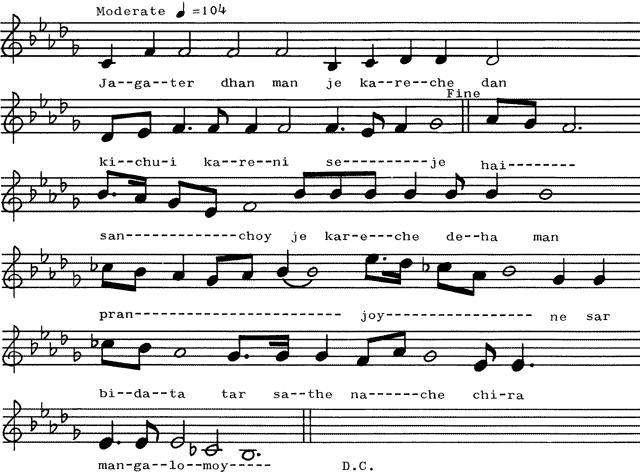 Moderate ♩ =104
Ja--ga--ter dhan man je ka--re--che dan
Fine
ki--chu-i ka--re--ni se----------je hai--------
san-------------choy je kar-e--che de--ha man
pran------------------------ joy----------------- ne sar
bi--da--ta tar sa--the na------che chi-ra
man-ga--lo--moy-----
D.C.